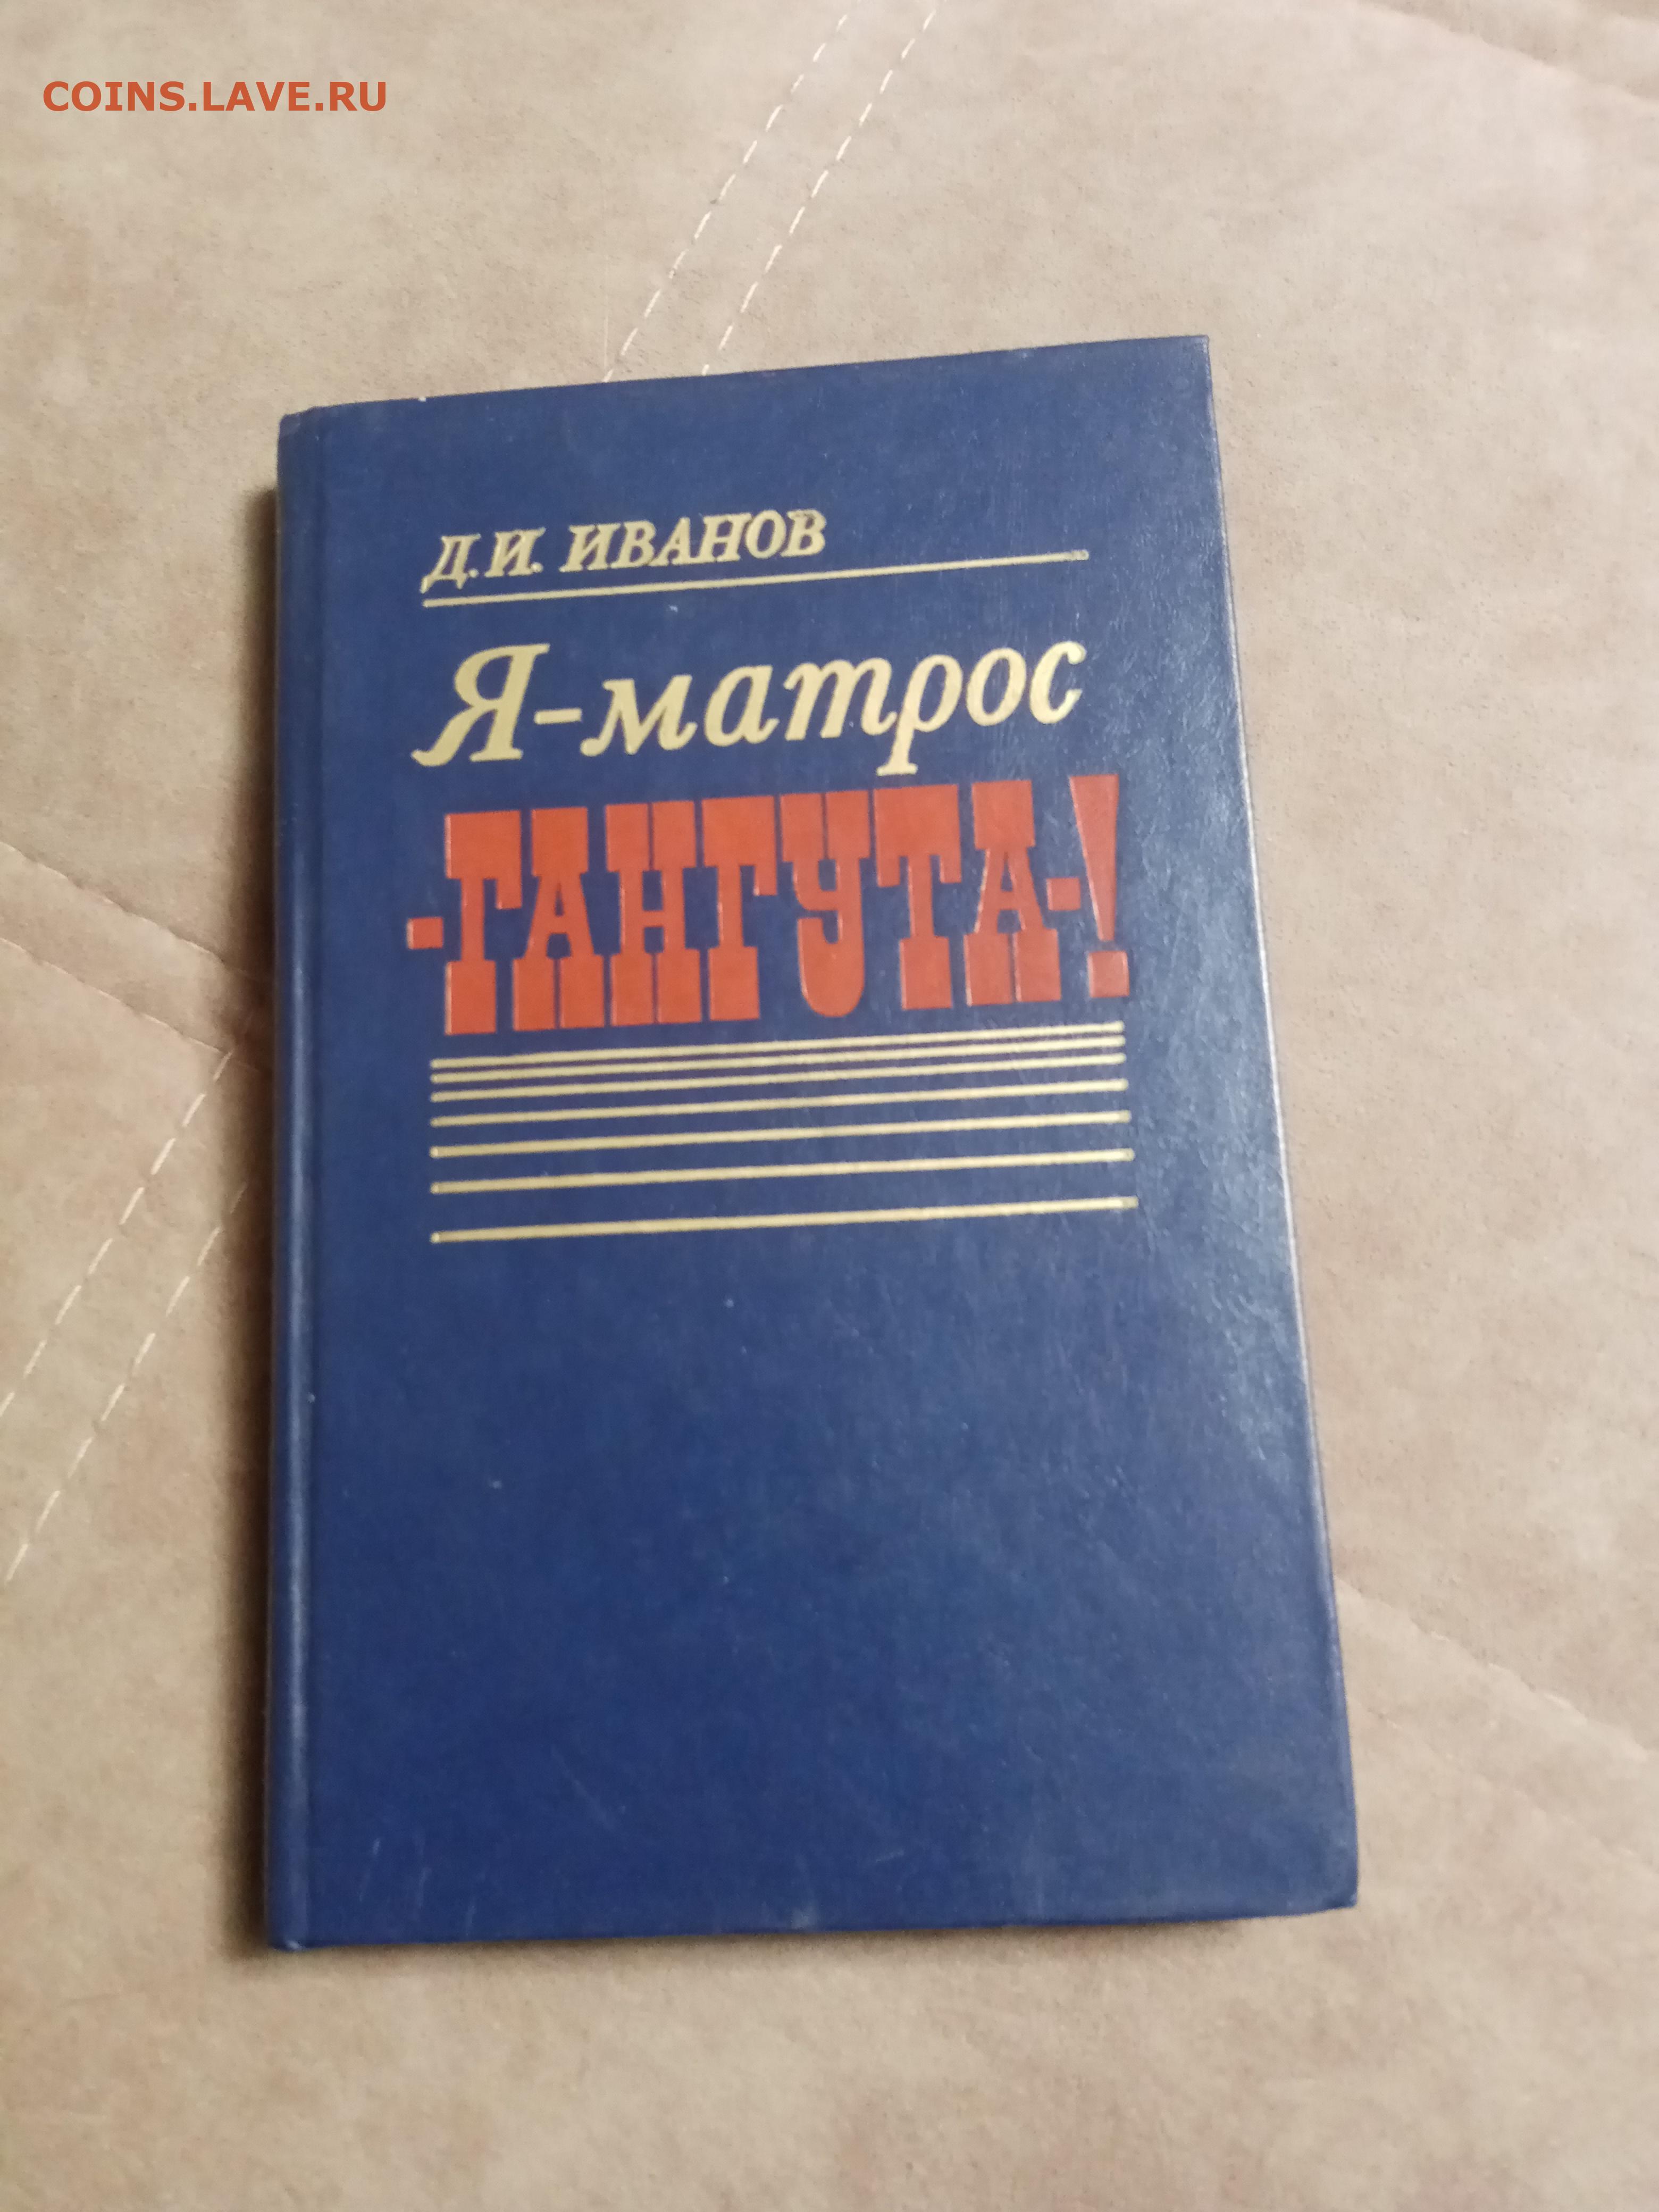 COINS.LAVE.RU
Д.И. ИВАНОВ
Я-матрос
-ГАНГУТА-!